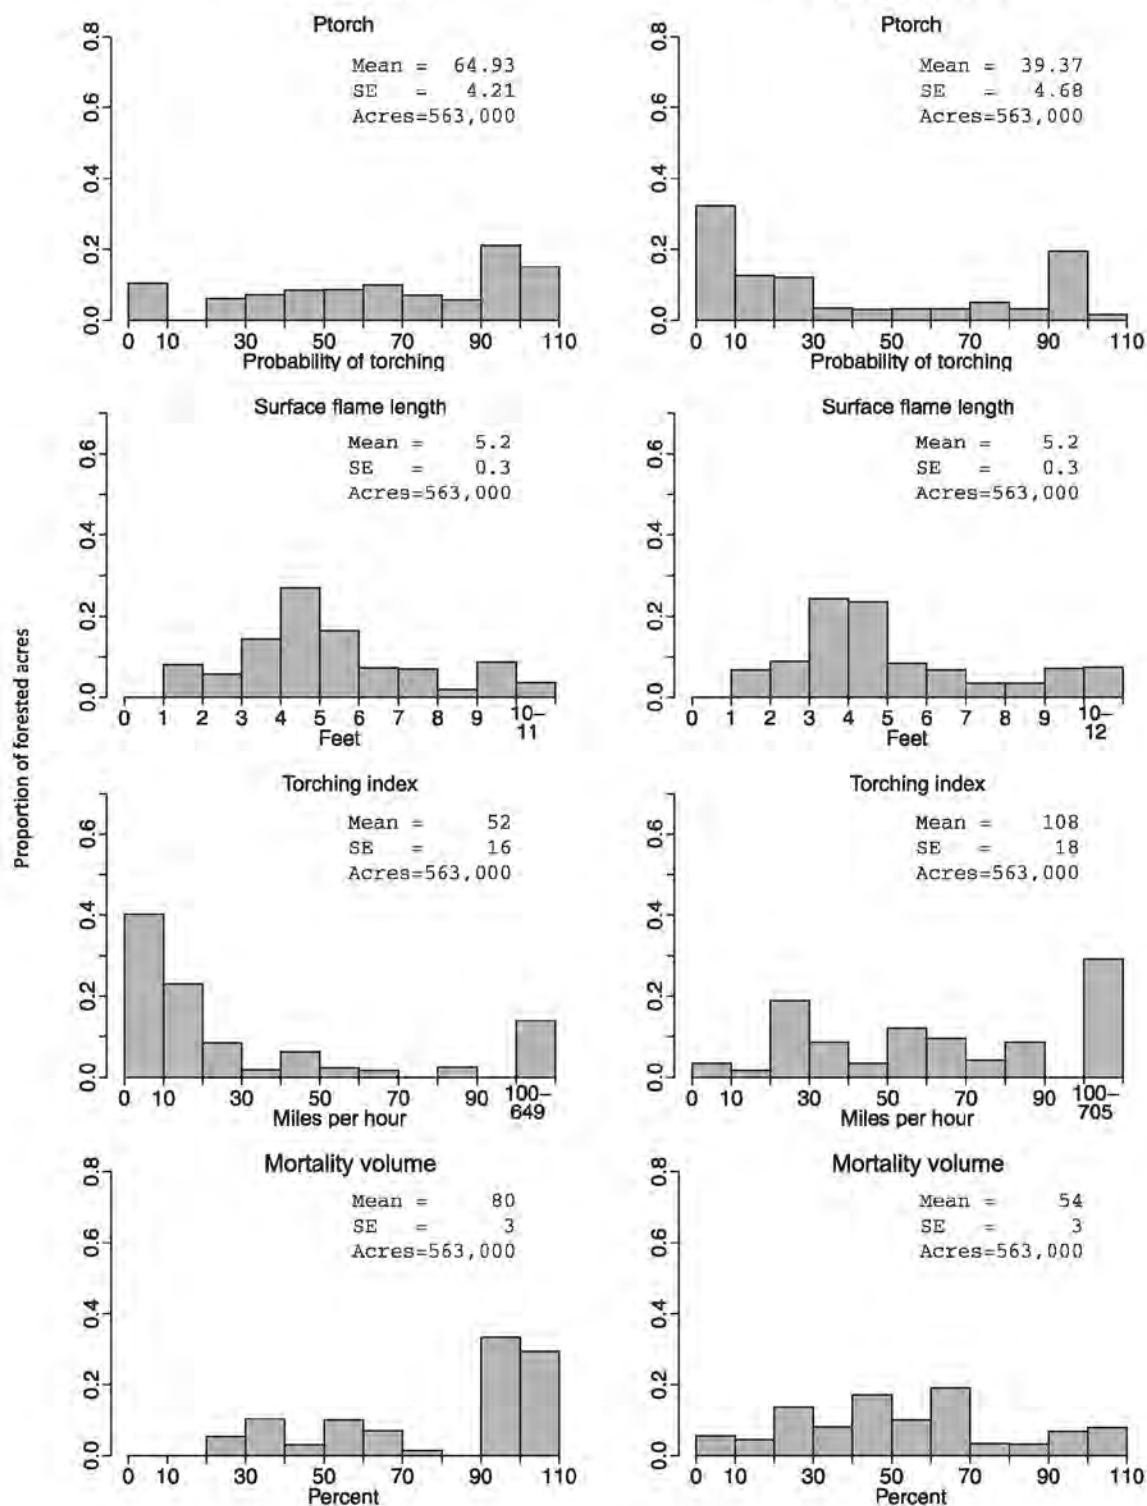 Proportion of forested acres
Ptorch
Mean = 64.93
SE = 4.21
Acres=563,000
0.0 0.2 0.4 0.6 0.8
0 10 30 50 70 90 110
Probability of torching
Ptorch
Mean = 39.37
SE = 4.68
Acres=563,000
0.0 0.2 0.4 0.6 0.8
0 10 30 50 70 90 110
Probability of torching
Surface flame length
Mean = 5.2
SE = 0.3
Acres=563,000
0.0 0.2 0.4 0.6
0 1 2 3 4 5 6 7 8 9 10–
11
Feet
Surface flame length
Mean = 5.2
SE = 0.3
Acres=563,000
0.0 0.2 0.4 0.6
0 1 2 3 4 5 6 7 8 9 10–
12
Feet
Torching index
Mean = 52
SE = 16
Acres=563,000
0.0 0.2 0.4 0.6
0 10 30 50 70 90 100–
649
Miles per hour
Torching index
Mean = 108
SE = 18
Acres=563,000
0.0 0.2 0.4 0.6
0 10 30 50 70 90 100–
705
Miles per hour
Mortality volume
Mean = 80
SE = 3
Acres=563,000
0.0 0.2 0.4 0.6 0.8
0 10 30 50 70 90 110
Percent
Mortality volume
Mean = 54
SE = 3
Acres=563,000
0.0 0.2 0.4 0.6 0.8
0 10 30 50 70 90 110
Percent